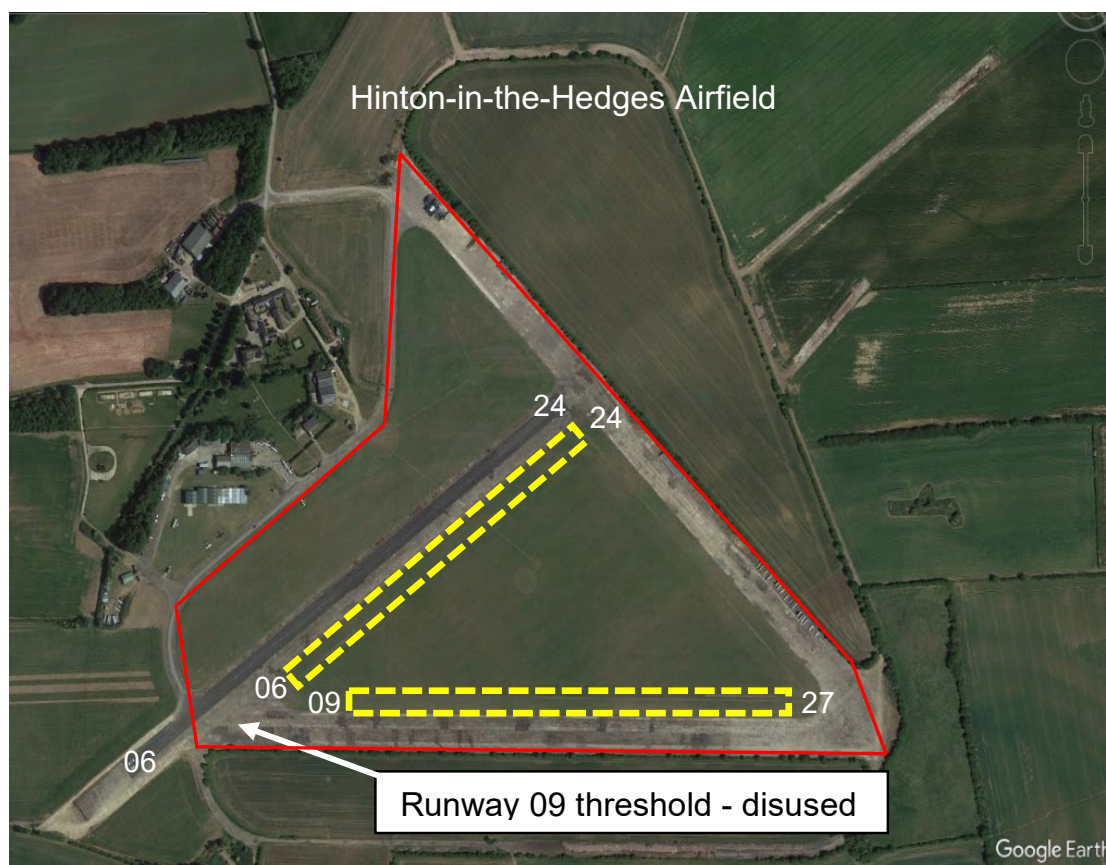 Hinton-in-the-Hedges Airfield
24
24
06
09
27
06
Runway 09 threshold - disused
Google Earth